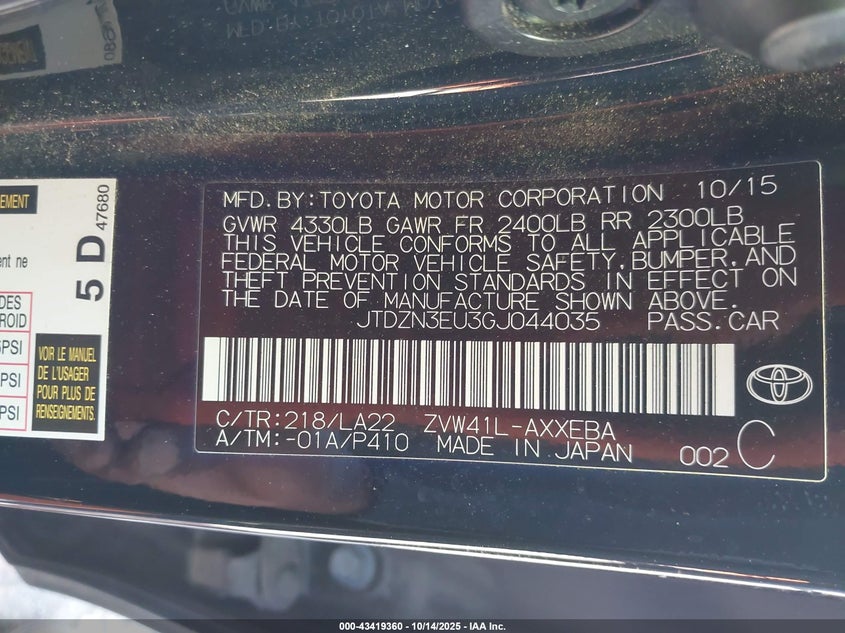 MFD.BY:TOYOTA MOTOR CORPORATION 10/15
GVWR 4330LB GAWR FR 2400LB RR 2300LB
THIS VEHICLE CONFORMS TO ALL APPLICABLE
FEDERAL MOTOR VEHICLE SAFETY,BUMPER,AND
THEFT PREVENTION STANDARDS IN EFFECT ON
THE DATE OF MANUFACTURE SHOWN ABOVE.
JTDZN3EU3GJ044035 PASS.CAR
C/TR:218/LA22 ZVW41L-AXXEBA
A/TM:-01A/P410 MADE IN JAPAN 002 C
5 D 47680
VOIR LE MANUEL
DE L'USAGER
POUR PLUS DE
RENSEIGNEMENTS.
PSI
PSI
000-43419360 - 10/14/2025 - IAA Inc.